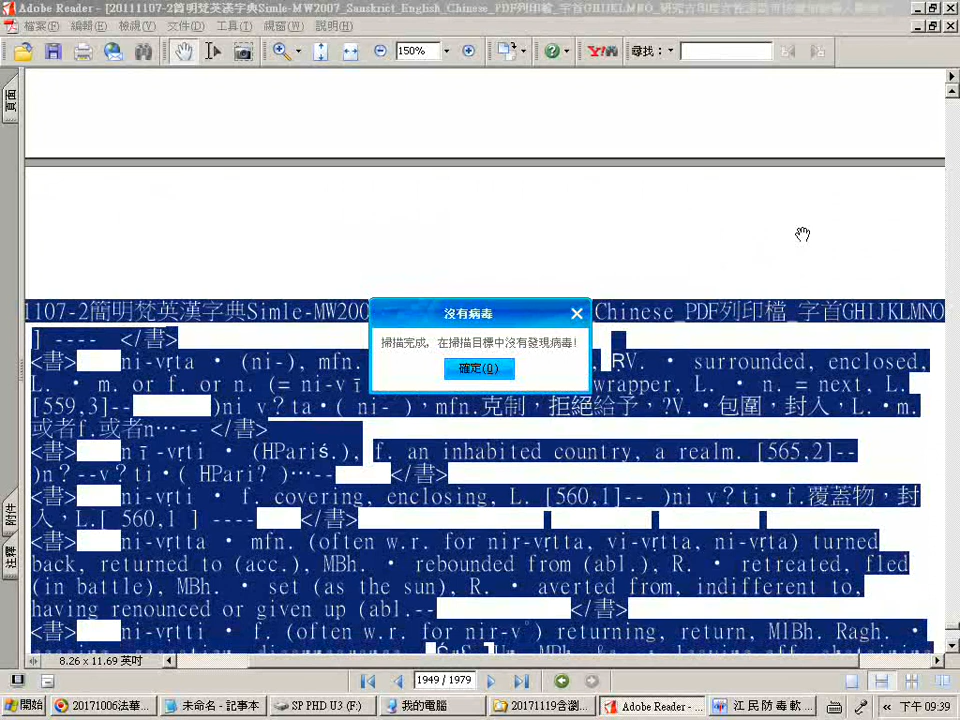 Adobe Reader - [20111107-2簡明梵英漢字典Simle-MW2007_Sanskrit_English_Chinese_PDF列印檔_字首GHIJKLMNO_
檔案(F) 編輯(E) 檢視(V) 文件(D) 工具(T) 視窗(W) 說明(H)
150% Y! 尋找:
頁面
1107-2簡明梵英漢字典Simle-MW200 Chinese_PDF列印檔_字首GHIJKLMNO
] ---- </書>
<書> ni-vṛta • (ni-), mfn. ṚV. • surrounded, enclosed,
L. • m. or f. or n. (= ni-vī wrapper, L. • n. = next, L.
[559,3]-- )ni v？ta•( ni- )，mfn.克制，拒絕給予，?V.•包圍，封入，L.•m.
或者f.或者n…-- </書>
<書> nī-vṛti • (HPariś.), f. an inhabited country, a realm. [565,2]--
)n？--v？ti•( HPari? )…-- </書>
<書> ni-vṛti • f. covering, enclosing, L. [560,1]-- )ni v？ti•f.覆蓋物，封
入，L.[ 560,1 ] ---- </書>
<書> ni-vṛtta • mfn. (often w.r. for nir-vṛtta, vi-vṛtta, ni-vṛta) turned
back, returned to (acc.), MBh. • rebounded from (abl.), R. • retreated, fled
(in battle), MBh. • set (as the sun), R. • averted from, indifferent to,
having renounced or given up (abl.-- </書>
<書> ni-vṛtti • f. (often w.r. for nir-v°) returning, return, MBh. Ragh. •
沒有病毒
掃描完成, 在掃描目標中沒有發現病毒!
確定(O)
附件
注釋
8.26 x 11.69 英吋
1949 / 1979
開始 20171006法華... 未命名 - 記事本 SP PHD U3 (F:) 我的電腦 20171119含瀏... Adobe Reader - ... 江民防毒軟... 下午 09:39